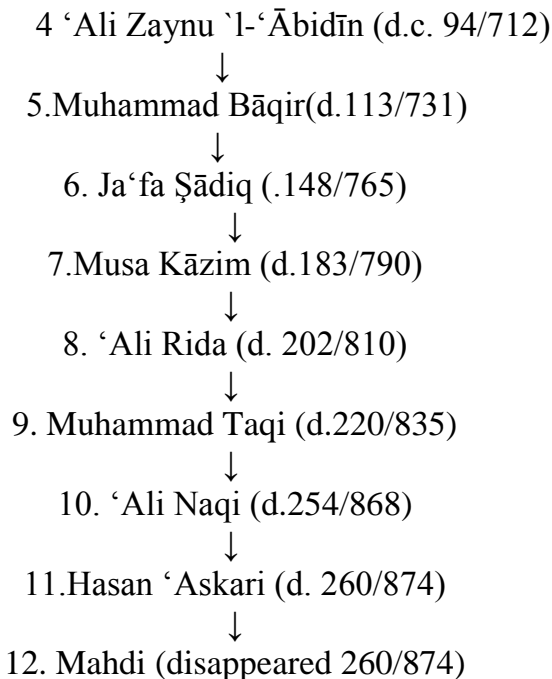 4 ‘Ali Zaynu `l-‘Ābidīn (d.c. 94/712)
↓
5.Muhammad Bāqir(d.113/731)
↓
6. Ja‘fa Şādiq (.148/765)
↓
7.Musa Kāzim (d.183/790)
↓
8. ‘Ali Rida (d. 202/810)
↓
9. Muhammad Taqi (d.220/835)
↓
10. ‘Ali Naqi (d.254/868)
↓
11.Hasan ‘Askari (d. 260/874)
↓
12. Mahdi (disappeared 260/874)